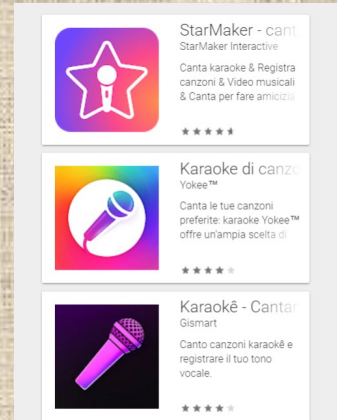 StarMaker - cant
StarMaker Interactive
Canta karaoke & Registra
canzoni & Video musicali
& Canta per fare amicizia
Karaoke di canzo
Yokee™
Canta le tue canzoni
preferite: karaoke Yokee™
offre un'ampia scelta di
Karaokê - Cantar
Gismart
Canto canzoni karaokê e
registrare il tuo tono
vocale.